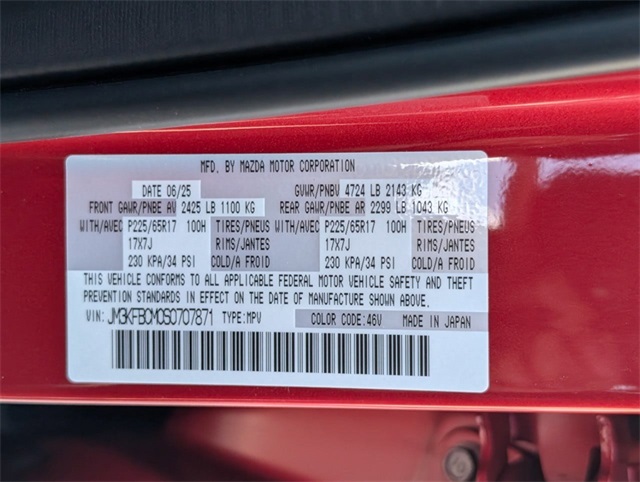 MFD. BY MAZDA MOTOR CORPORATION
DATE 06/25 GVWR/PNBV 4724 LB 2143 KG
FRONT GAWR/PNBE AV 2425 LB 1100 KG REAR GAWR/PNBE AR 2299 LB 1043 KG
WITH/AVEC P225/65R17 100H TIRES/PNEUS WITH/AVEC P225/65R17 100H TIRES/PNEUS
17X7J RIMS/JANTES 17X7J RIMS/JANTES
230 KPA/34 PSI COLD/A FROID 230 KPA/34 PSI COLD/A FROID
THIS VEHICLE CONFORMS TO ALL APPLICABLE FEDERAL MOTOR VEHICLE SAFETY AND THEFT
PREVENTION STANDARDS IN EFFECT ON THE DATE OF MANUFACTURE SHOWN ABOVE.
VIN: JM3KFBCM0S0707871 TYPE:MPV COLOR CODE:46V MADE IN JAPAN